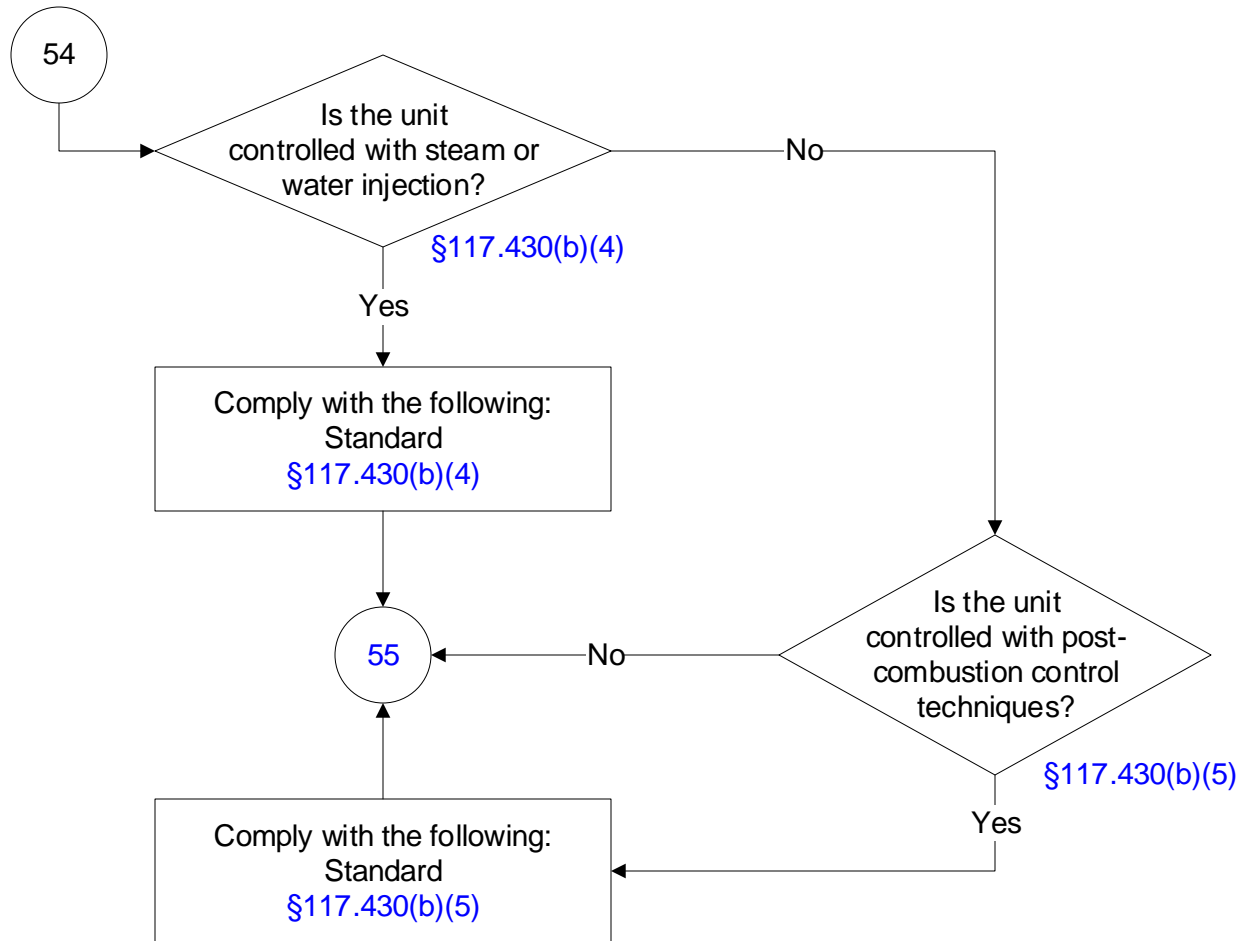 54
Is the unit
controlled with steam or
water injection?
No
§117.430(b)(4)
Yes
Comply with the following:
Standard
§117.430(b)(4)
Is the unit
controlled with post-
combustion control
techniques?
55
No
§117.430(b)(5)
Yes
Comply with the following:
Standard
§117.430(b)(5)